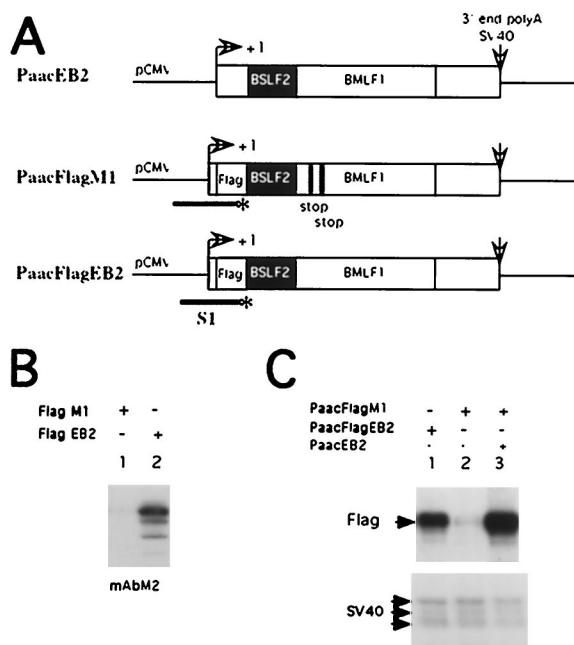 A
3' end polyA
SV40
PaacEB2
pCMV
+1
BSLF2
BMLF1
PaacFlagM1
pCMV
+1
Flag
BSLF2
BMLF1
*
stop
stop
PaacFlagEB2
pCMV
+1
Flag
BSLF2
BMLF1
*
S1
B
Flag M1 + -
Flag EB2 - +
1 2
mAbM2
C
PaacFlagM1 - + +
PaacFlagEB2 + - -
PaacEB2 . . +
1 2 3
Flag
SV40